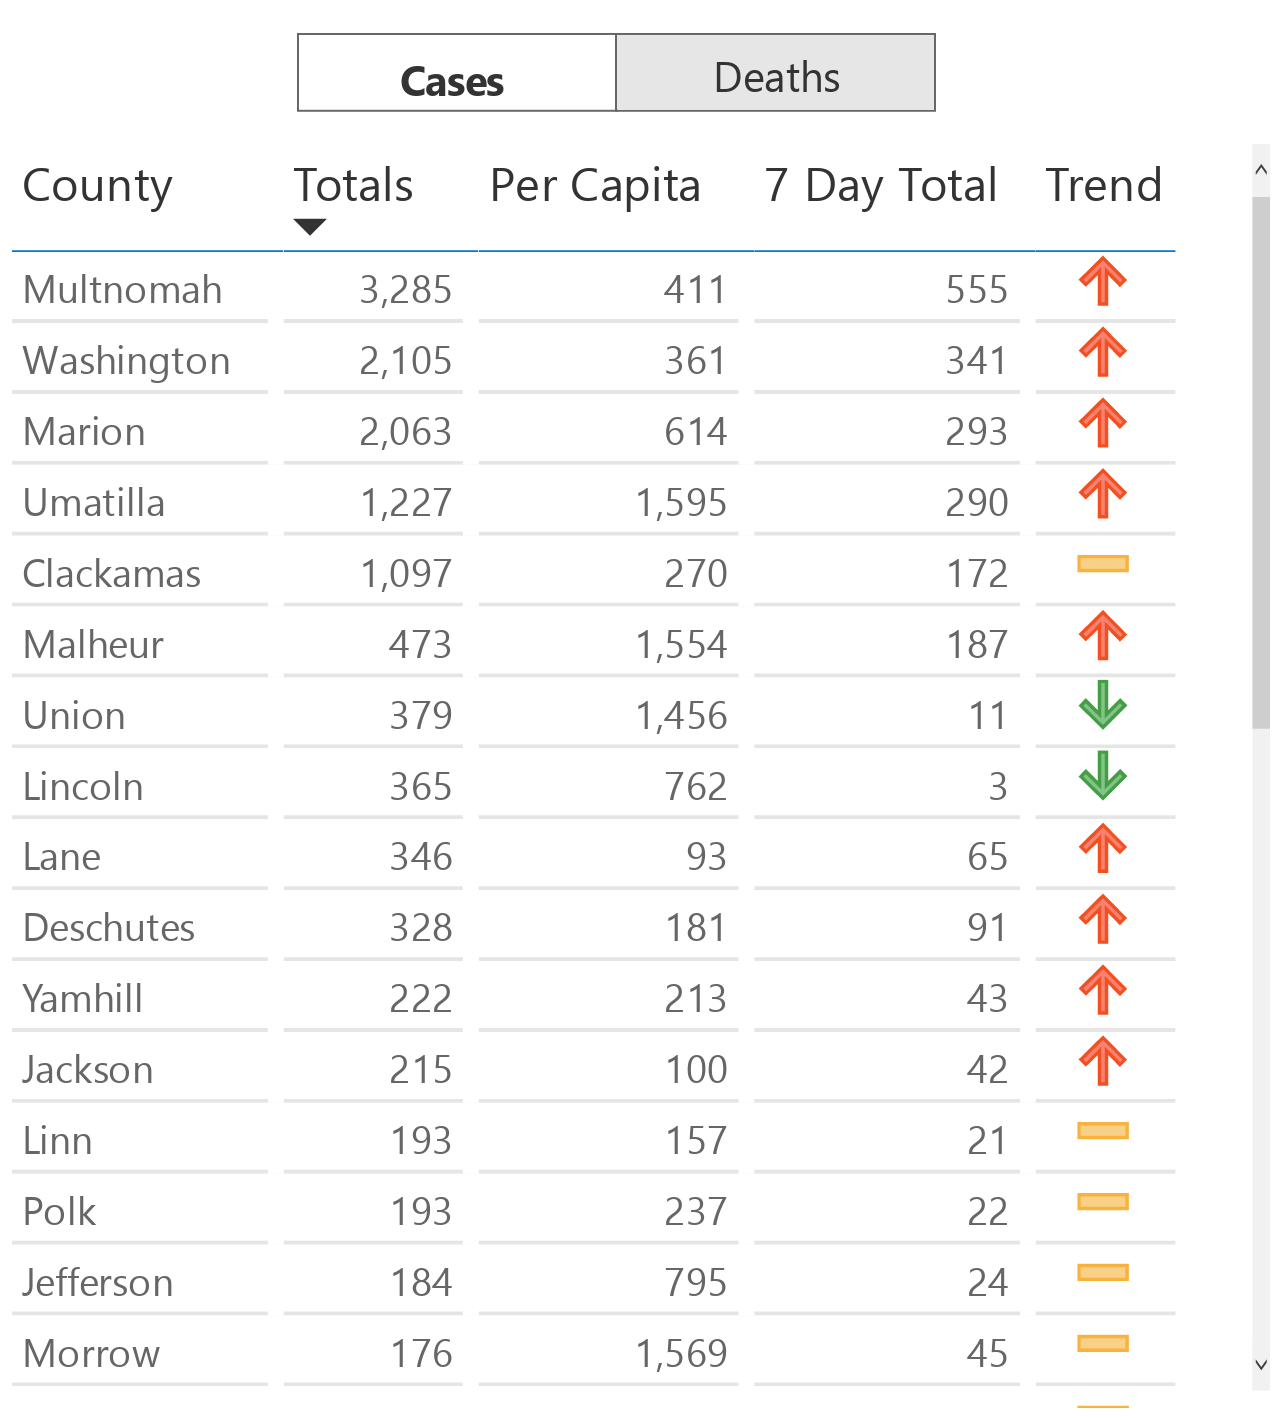 Cases Deaths
County Totals Per Capita 7 Day Total Trend
Multnomah 3,285 411 555
Washington 2,105 361 341
Marion 2,063 614 293
Umatilla 1,227 1,595 290
Clackamas 1,097 270 172
Malheur 473 1,554 187
Union 379 1,456 11
Lincoln 365 762 3
Lane 346 93 65
Deschutes 328 181 91
Yamhill 222 213 43
Jackson 215 100 42
Linn 193 157 21
Polk 193 237 22
Jefferson 184 795 24
Morrow 176 1,569 45